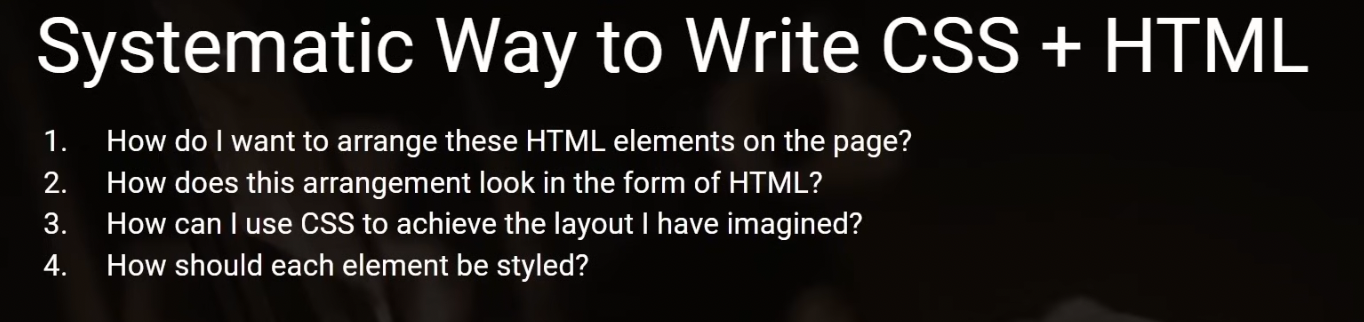 Systematic Way to Write CSS + HTML
1. How do I want to arrange these HTML elements on the page?
2. How does this arrangement look in the form of HTML?
3. How can I use CSS to achieve the layout I have imagined?
4. How should each element be styled?